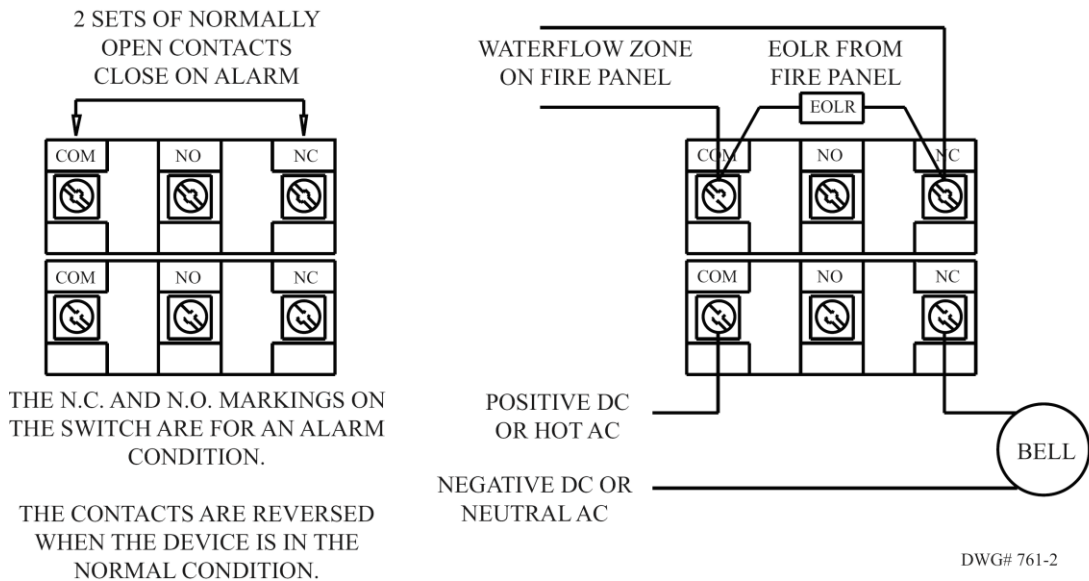 2 SETS OF NORMALLY
OPEN CONTACTS
CLOSE ON ALARM
COM
NO
NC
COM
NO
NC
THE N.C. AND N.O. MARKINGS ON
THE SWITCH ARE FOR AN ALARM
CONDITION.
THE CONTACTS ARE REVERSED
WHEN THE DEVICE IS IN THE
NORMAL CONDITION.
WATERFLOW ZONE
ON FIRE PANEL
EOLR FROM
FIRE PANEL
EOLR
COM
NO
NC
COM
NO
NC
POSITIVE DC
OR HOT AC
BELL
NEGATIVE DC OR
NEUTRAL AC
DWG# 761-2